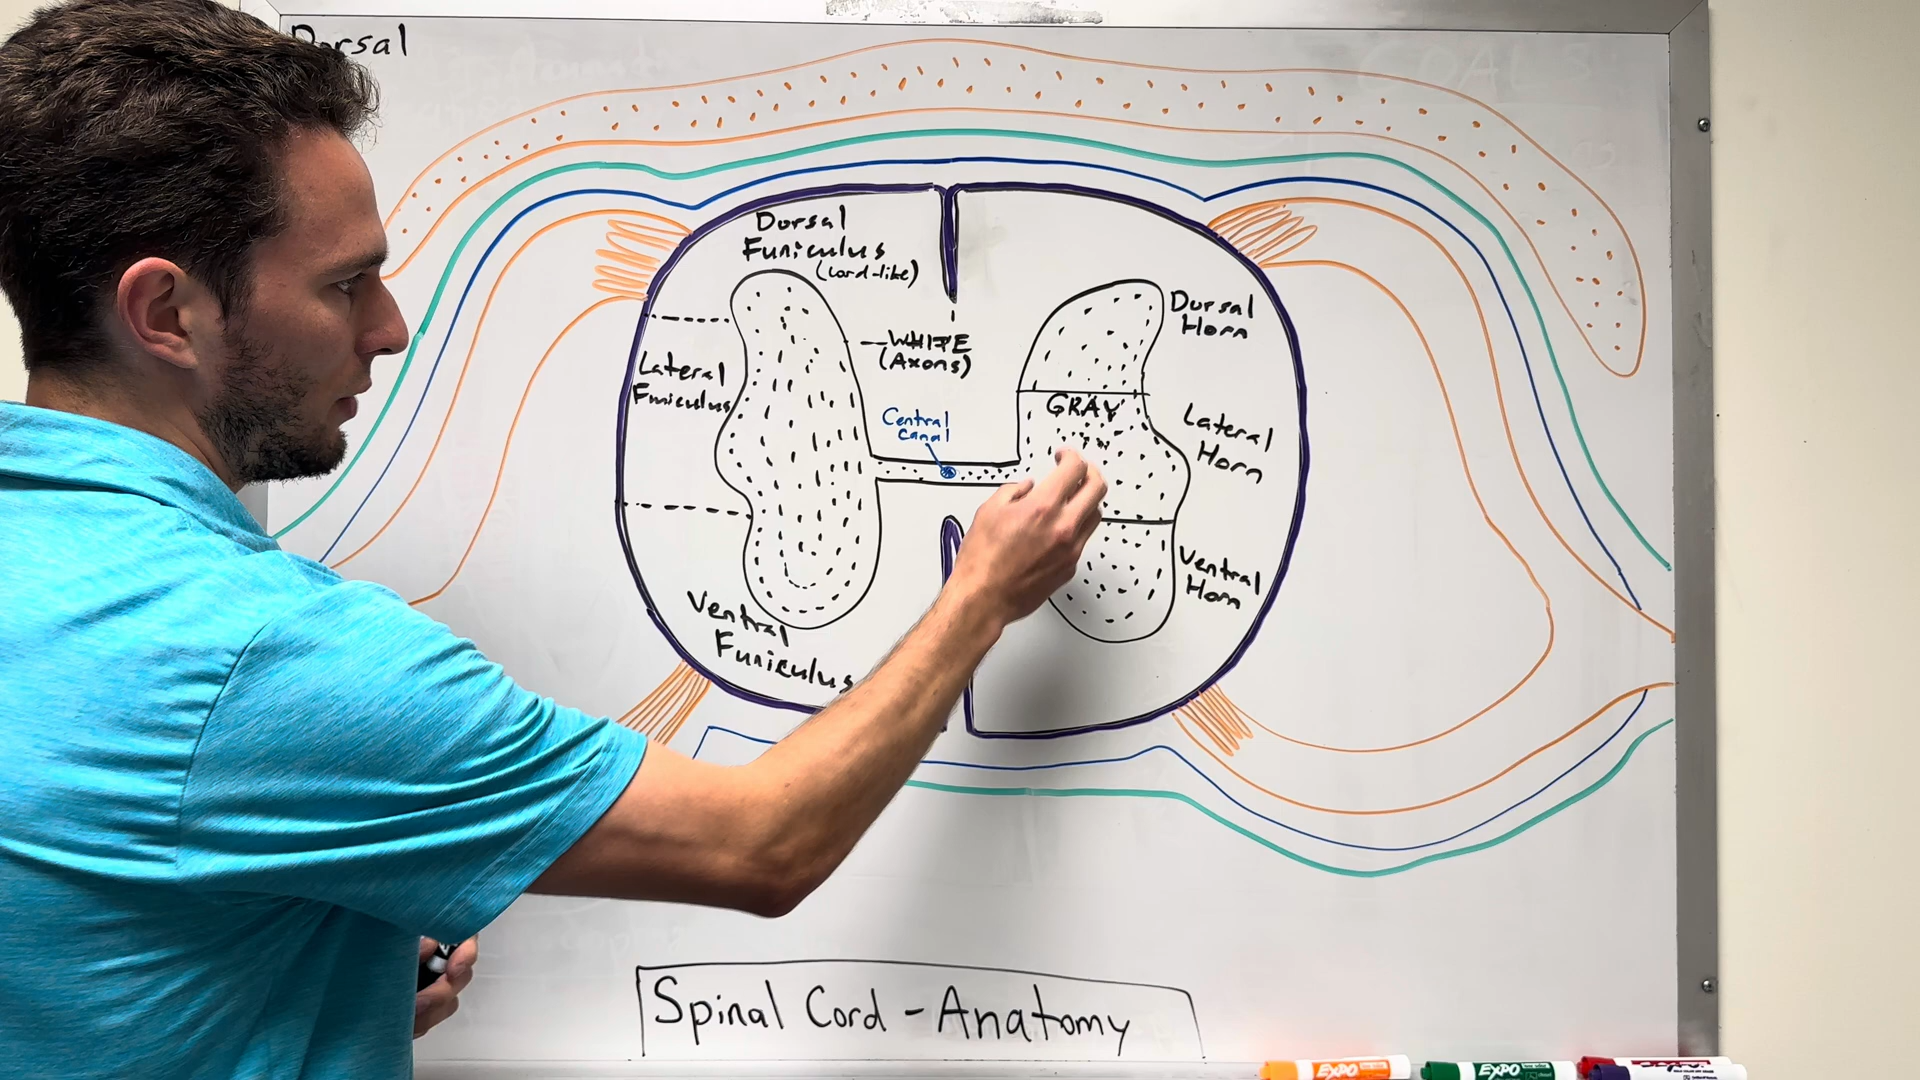 Dorsal
GOALS
Dorsal
Funiculus
(Cord-like)
Dorsal
Horn
WHITE
(Axons)
Lateral
Funiculus
GRAY
Central
Canal
Lateral
Horn
Ventral
Horn
Ventral
Funiculus
Spinal Cord - Anatomy
EXPO
EXPO